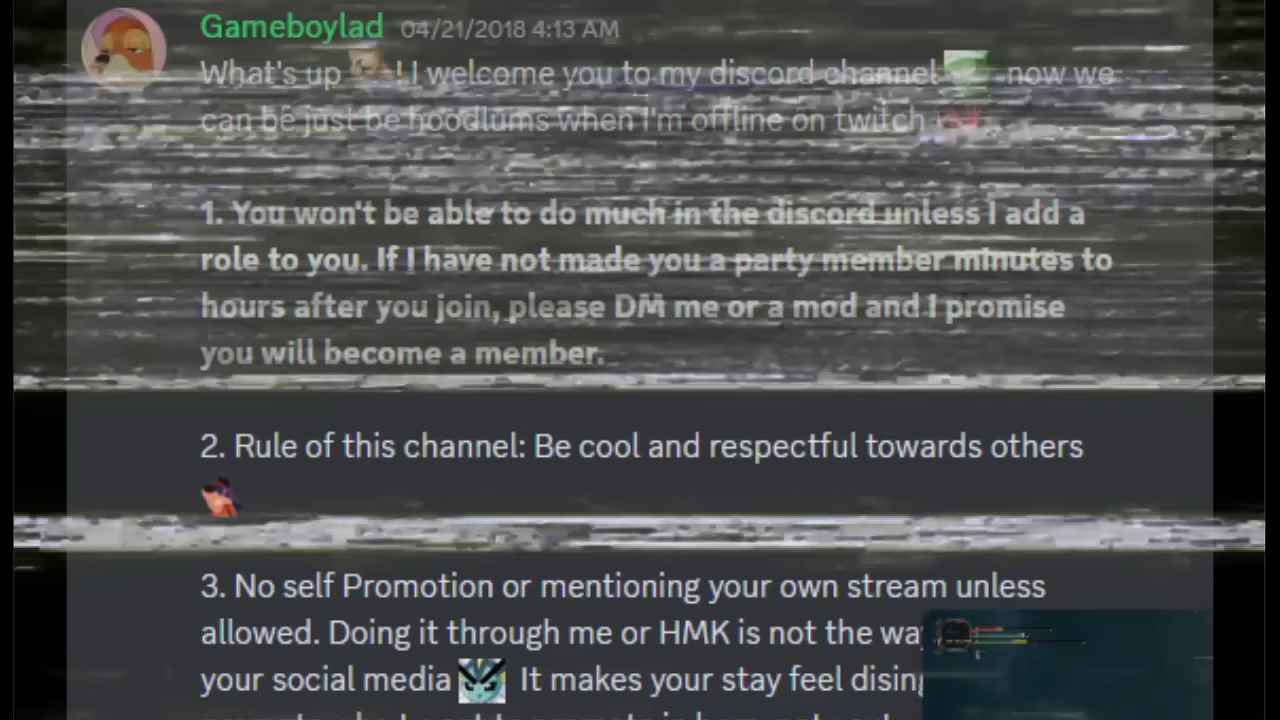 Gameboylad 04/21/2018 4:13 AM
What's up ! I welcome you to my discord channel now we
can be just be hoodlums when I'm offline on twitch
1. You won't be able to do much in the discord unless I add a
role to you. If I have not made you a party member minutes to
hours after you join, please DM me or a mod and I promise
you will become a member.
2. Rule of this channel: Be cool and respectful towards others
3. No self Promotion or mentioning your own stream unless
allowed. Doing it through me or HMK is not the
your social media It makes your stay feel